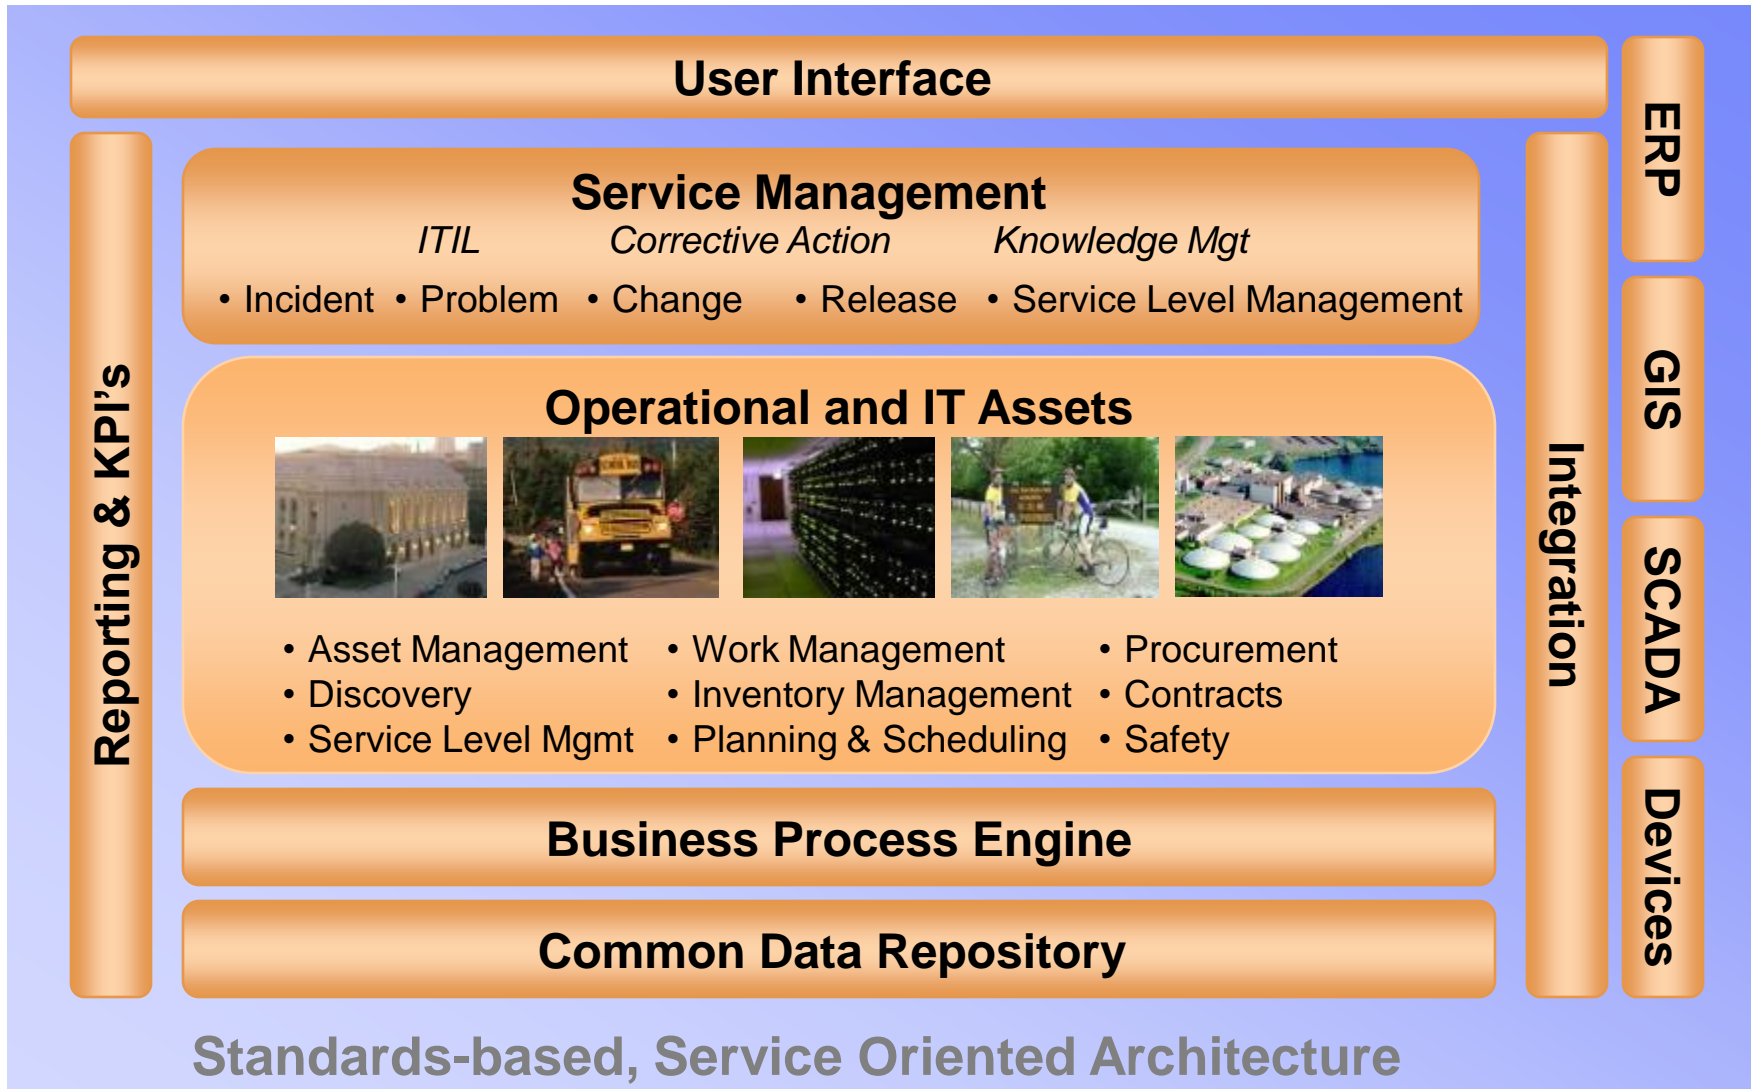 User Interface
ERP
GIS
SCADA
Devices
Reporting & KPI's
Integration
Service Management
ITIL Corrective Action Knowledge Mgt
• Incident • Problem • Change • Release • Service Level Management
Operational and IT Assets
SCHOOL BUS
• Asset Management • Work Management • Procurement
• Discovery • Inventory Management • Contracts
• Service Level Mgmt • Planning & Scheduling • Safety
Business Process Engine
Common Data Repository
Standards-based, Service Oriented Architecture